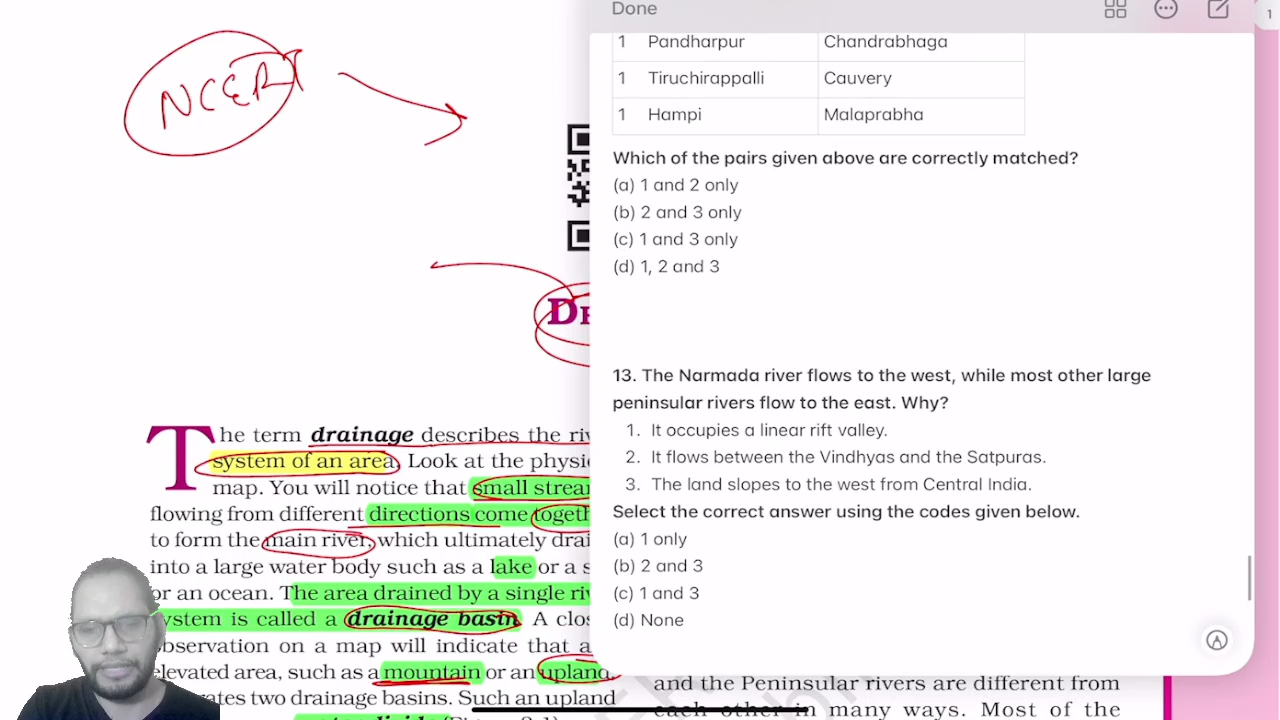 Done
1
NCERT
1 Pandharpur Chandrabhaga
1 Tiruchirappalli Cauvery
1 Hampi Malaprabha
Which of the pairs given above are correctly matched?
(a) 1 and 2 only
(b) 2 and 3 only
(c) 1 and 3 only
(d) 1, 2 and 3
13. The Narmada river flows to the west, while most other large
peninsular rivers flow to the east. Why?
1. It occupies a linear rift valley.
2. It flows between the Vindhyas and the Satpuras.
3. The land slopes to the west from Central India.
Select the correct answer using the codes given below.
(a) 1 only
(b) 2 and 3
(c) 1 and 3
(d) None
The term drainage describes the
system of an area. Look at the
map. You will notice that small
flowing from different directions come
to form the main river, which ultimately
into a large water body such as a lake or a
or an ocean. The area drained by a single
system is called a drainage basin. A
observation on a map will indicate that
elevated area, such as a mountain or an upland,
two drainage basins. Such an upland
and the Peninsular rivers are different from
each other in many ways. Most of the